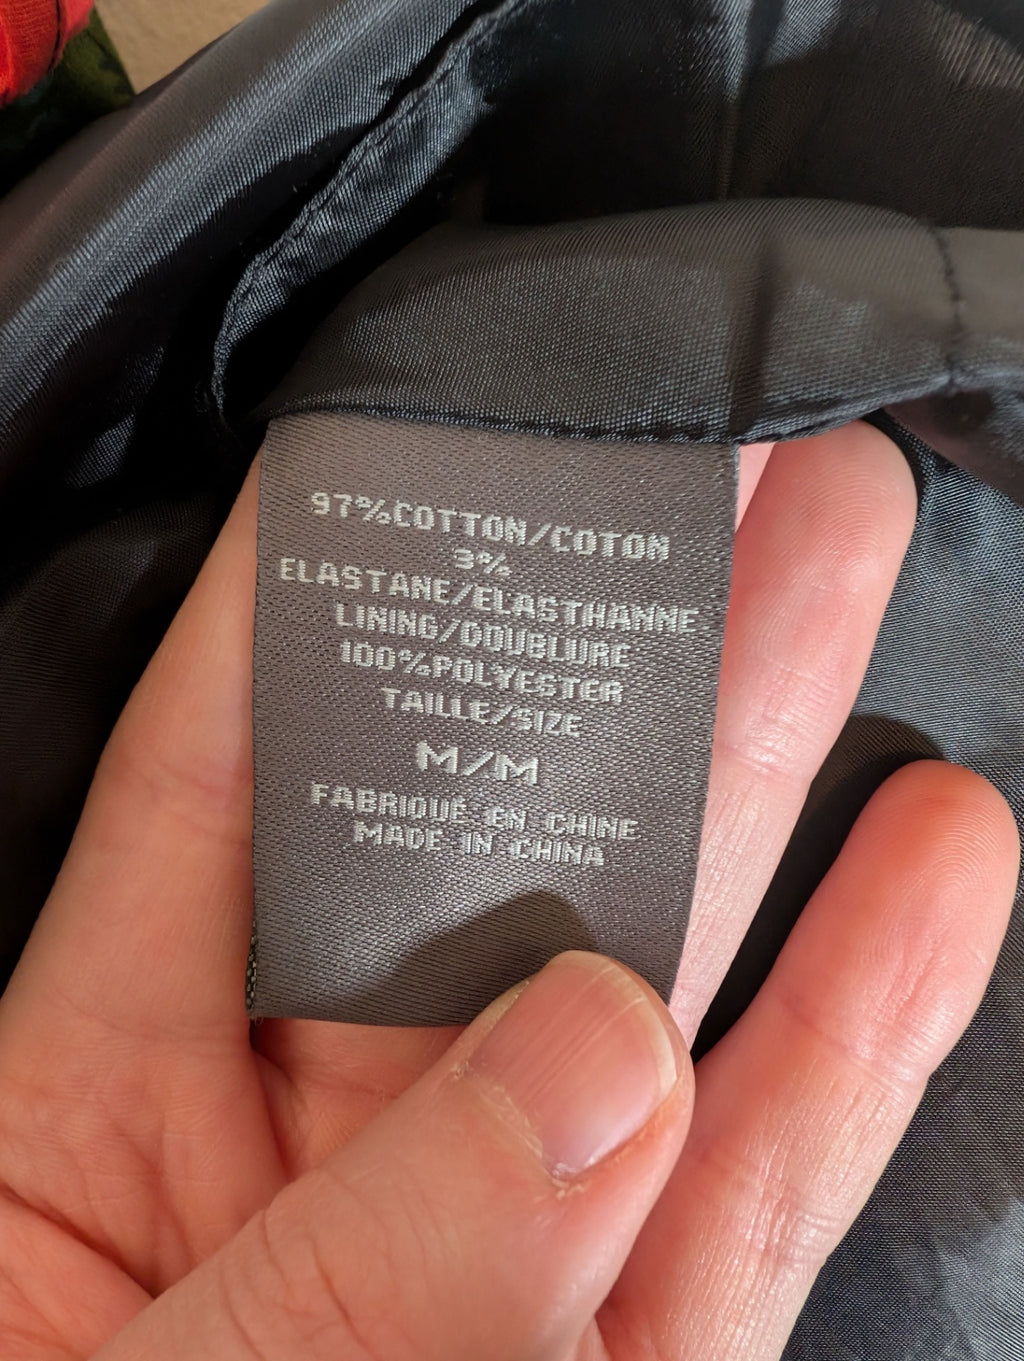 97%COTTON/COTON
3%
ELASTANE/ELASTHANNE
LINING/DOUBLURE
100%POLYESTER
TAILLE/SIZE
M/M
FABRIQUÉ EN CHINE
MADE IN CHINA